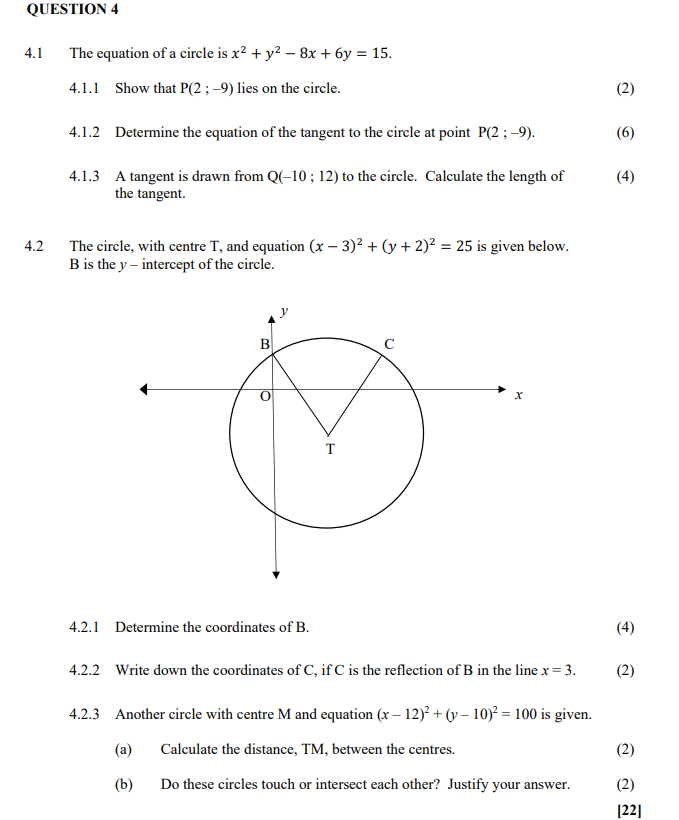 QUESTION 4
4.1 The equation of a circle is x² + y² − 8x + 6y = 15.
4.1.1 Show that P(2 ; –9) lies on the circle. (2)
4.1.2 Determine the equation of the tangent to the circle at point P(2 ; –9). (6)
4.1.3 A tangent is drawn from Q(–10 ; 12) to the circle. Calculate the length of (4)
the tangent.
4.2 The circle, with centre T, and equation (x − 3)² + (y + 2)² = 25 is given below.
B is the y – intercept of the circle.
y
B C
x
O
T
4.2.1 Determine the coordinates of B. (4)
4.2.2 Write down the coordinates of C, if C is the reflection of B in the line x = 3. (2)
4.2.3 Another circle with centre M and equation (x – 12)² + (y – 10)² = 100 is given.
(a) Calculate the distance, TM, between the centres. (2)
(b) Do these circles touch or intersect each other? Justify your answer. (2)
[22]